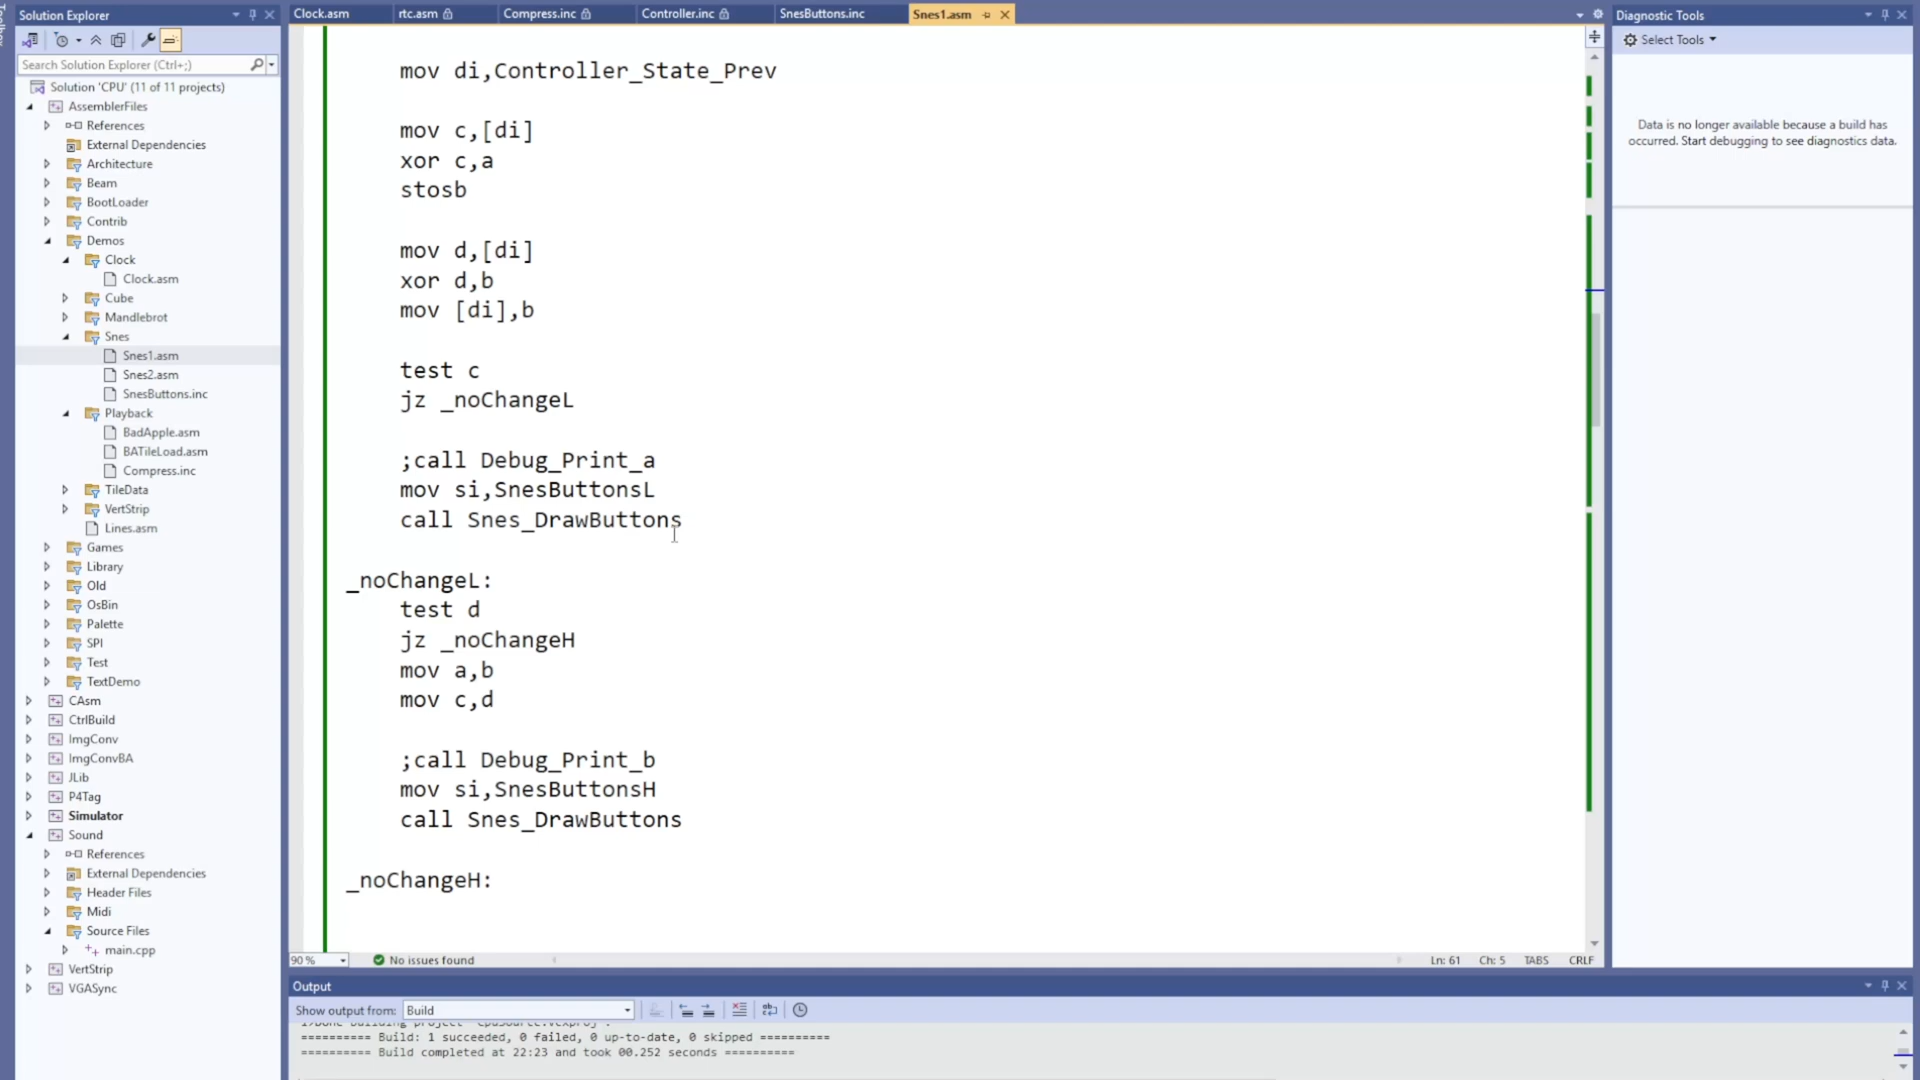 Solution Explorer
Search Solution Explorer (Ctrl+;)
Solution 'CPU' (11 of 11 projects)
AssemblerFiles
References
External Dependencies
Architecture
Beam
BootLoader
Contrib
Demos
Clock
Clock.asm
Cube
Mandlebrot
Snes
Snes1.asm
Snes2.asm
SnesButtons.inc
Playback
BadApple.asm
BATileLoad.asm
Compress.inc
TileData
VertStrip
Lines.asm
Games
Library
Old
OsBin
Palette
SPI
Test
TextDemo
CAsm
CtrlBuild
ImgConv
ImgConvBA
JLib
P4Tag
Simulator
Sound
References
External Dependencies
Header Files
Midi
Source Files
main.cpp
VertStrip
VGASync
Clock.asm rtc.asm Compress.inc Controller.inc SnesButtons.inc Snes1.asm
mov di,Controller_State_Prev
mov c,[di]
xor c,a
stosb
mov d,[di]
xor d,b
mov [di],b
test c
jz _noChangeL
;call Debug_Print_a
mov si,SnesButtonsL
call Snes_DrawButtons
_noChangeL:
test d
jz _noChangeH
mov a,b
mov c,d
;call Debug_Print_b
mov si,SnesButtonsH
call Snes_DrawButtons
_noChangeH:
90 % No issues found Ln: 61 Ch: 5 TABS CRLF
Output
Show output from: Build
========== Build: 1 succeeded, 0 failed, 0 up-to-date, 0 skipped ==========
========== Build completed at 22:23 and took 00.252 seconds ==========
Diagnostic Tools
Select Tools
Data is no longer available because a build has
occurred. Start debugging to see diagnostics data.